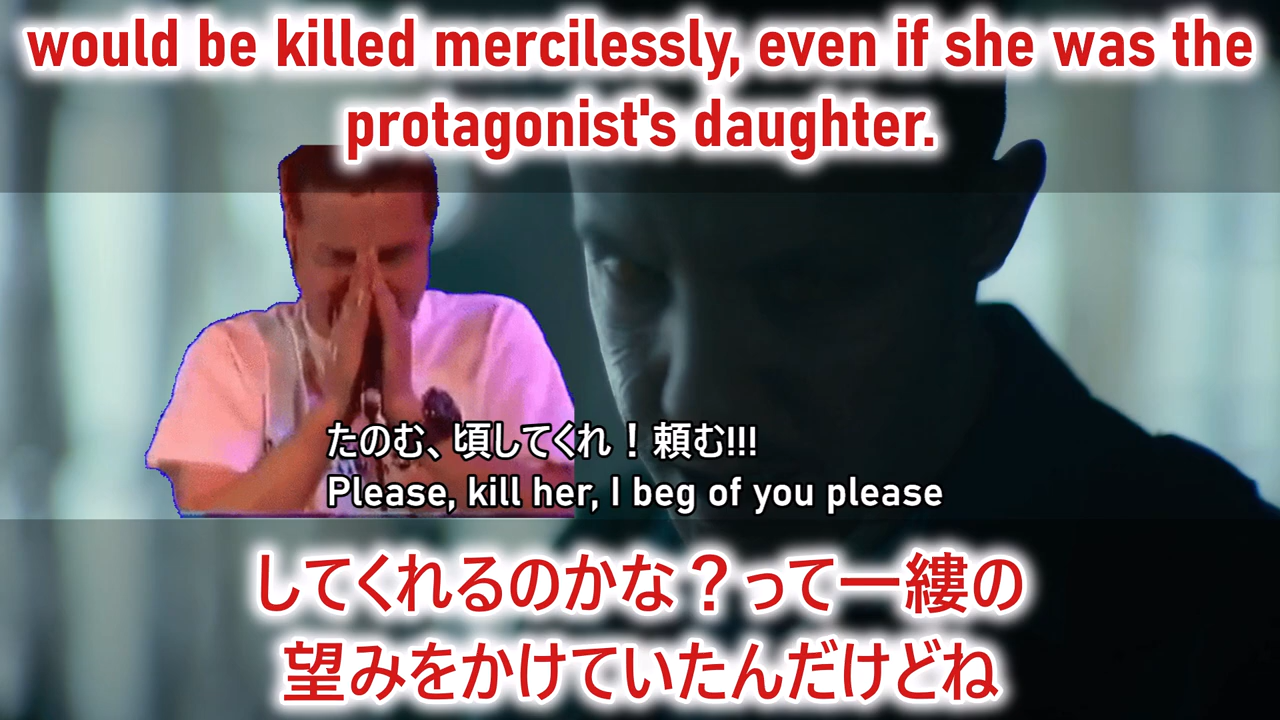 would be killed mercilessly, even if she was the
protagonist's daughter.
たのむ、頃してくれ！頼む!!!
Please, kill her, I beg of you please
してくれるのかな？って一縷の
望みをかけていたんだけどね